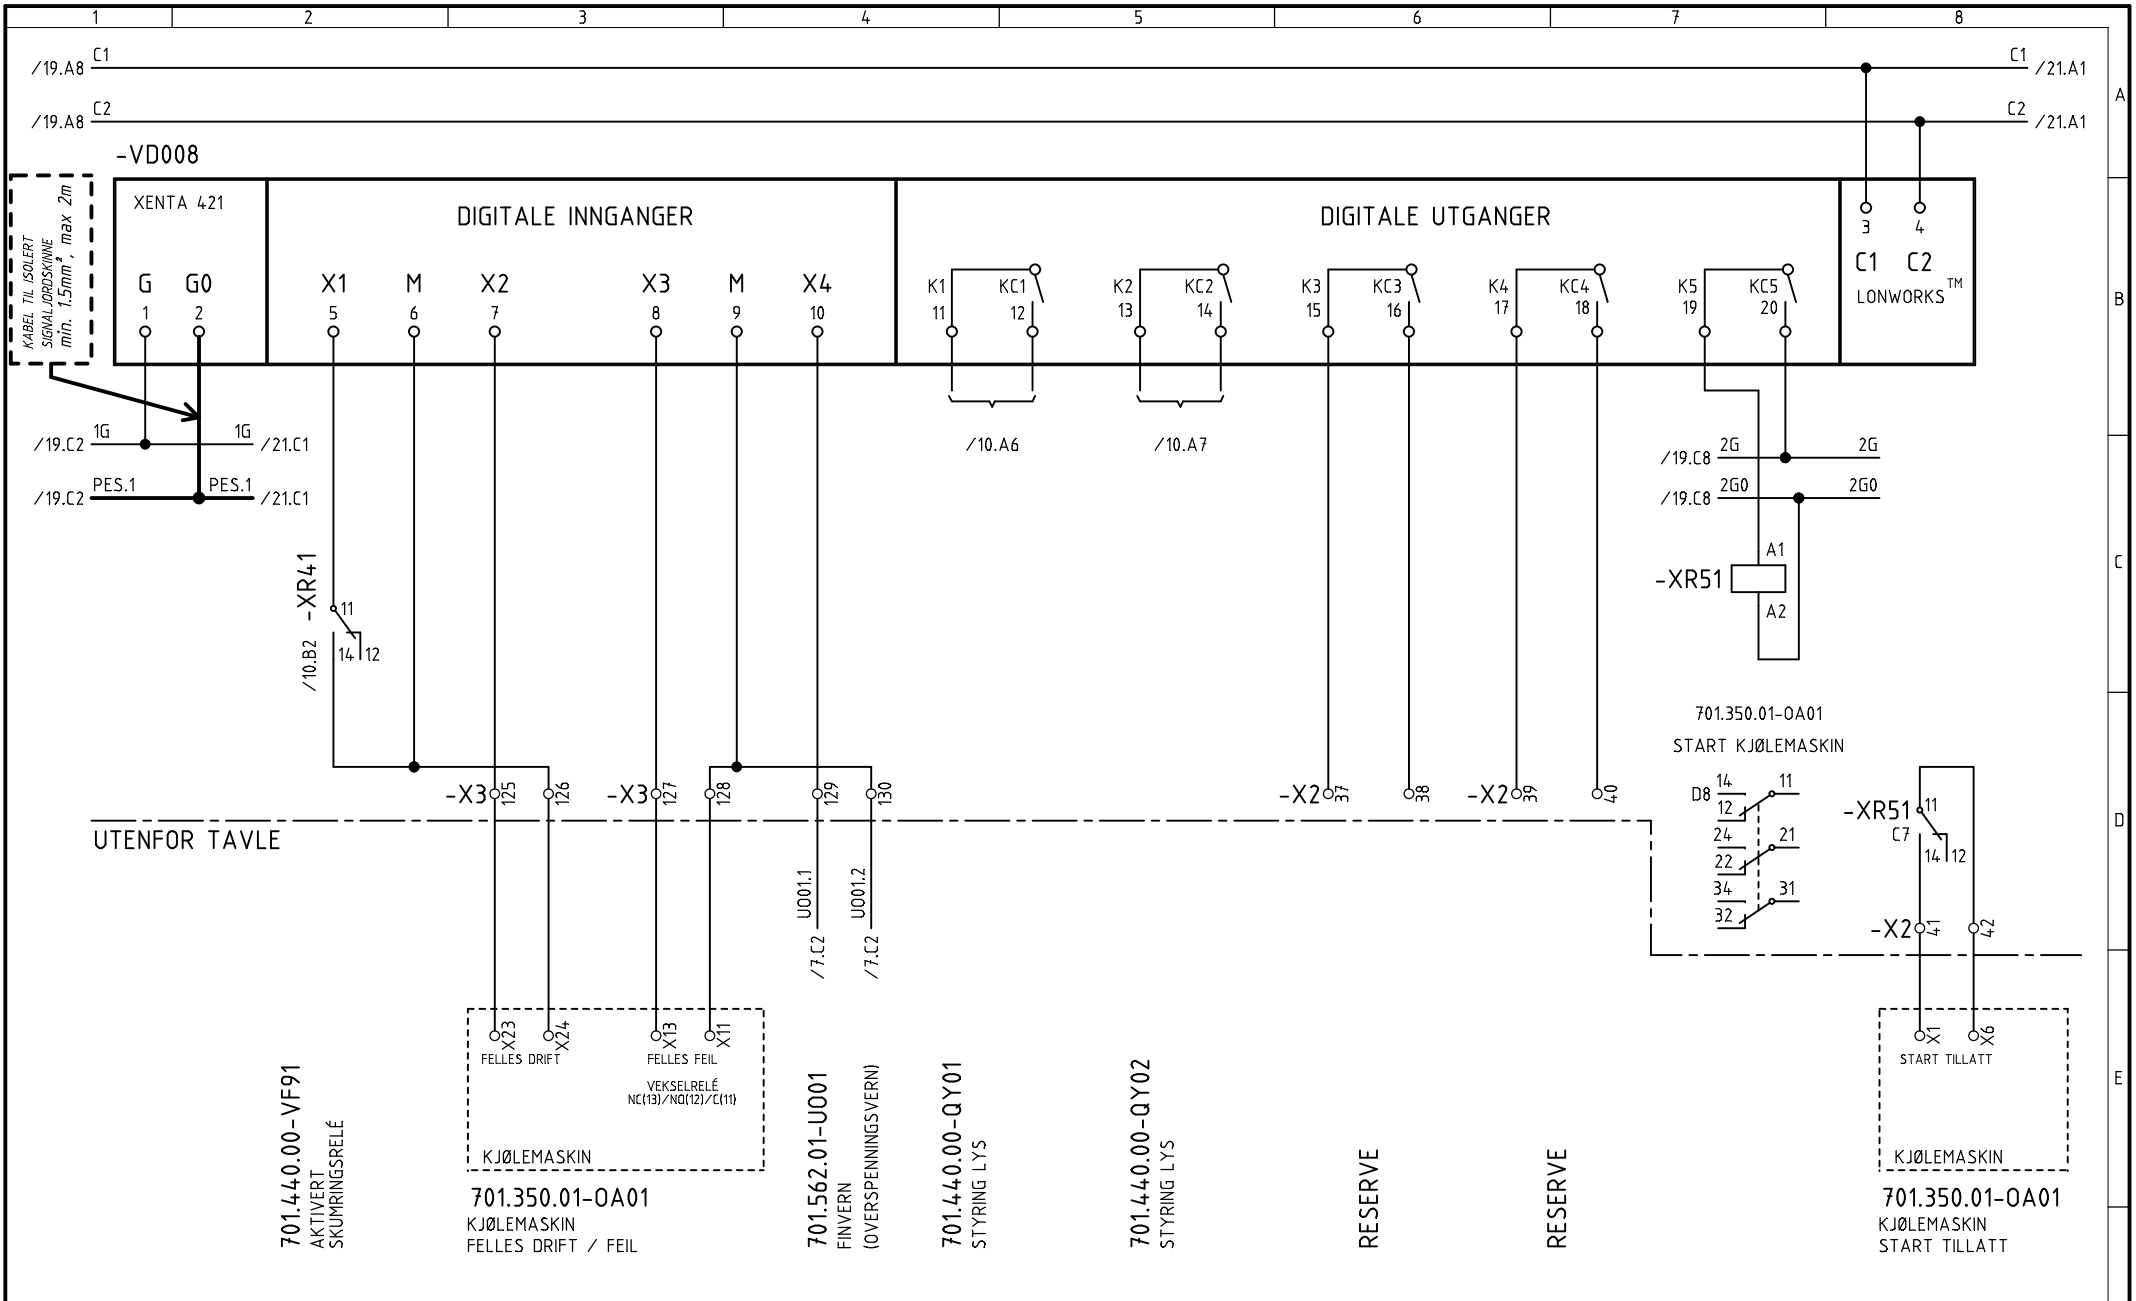 1 2 3 4 5 6 7 8
A
B
C
D
E
/19.A8 C1 C1 /21.A1
/19.A8 C2 C2 /21.A1
-VD008
KABEL TIL ISOLERT
SIGNALJORDSKINNE
min. 1.5mm², max 2m
XENTA 421
DIGITALE INNGANGER
DIGITALE UTGANGER
G G0 X1 M X2 X3 M X4
1 2 5 6 7 8 9 10
K1 KC1 K2 KC2 K3 KC3 K4 KC4 K5 KC5
11 12 13 14 15 16 17 18 19 20
3 4
C1 C2
LONWORKS™
/10.A6
/10.A7
/19.C2 1G 1G /21.C1
/19.C2 PES.1 PES.1 /21.C1
/19.C8 2G 2G
/19.C8 2G0 2G0
-XR41
/10.B2
11
14 12
-XR51
A1
A2
701.350.01-OA01
START KJØLEMASKIN
D8
14 11
12
24 21
22
34 31
32
-XR51
C7
11
14 12
-X3 125 126
-X3 127 128 129 130
-X2 37 38
-X2 39 40
-X2 41 42
UTENFOR TAVLE
UO01.1
/7.C2
UO01.2
/7.C2
X23 X24
FELLES DRIFT
X13 X11
FELLES FEIL
VEKSELRELÉ
NC(13)/NO(12)/C(11)
KJØLEMASKIN
X1 X6
START TILLATT
KJØLEMASKIN
701.440.00-VF91
AKTIVERT
SKUMRINGSRELÉ
701.350.01-OA01
KJØLEMASKIN
FELLES DRIFT / FEIL
701.562.01-UO01
FINVERN
(OVERSPENNINGSVERN)
701.440.00-QY01
STYRING LYS
701.440.00-QY02
STYRING LYS
RESERVE
RESERVE
701.350.01-OA01
KJØLEMASKIN
START TILLATT